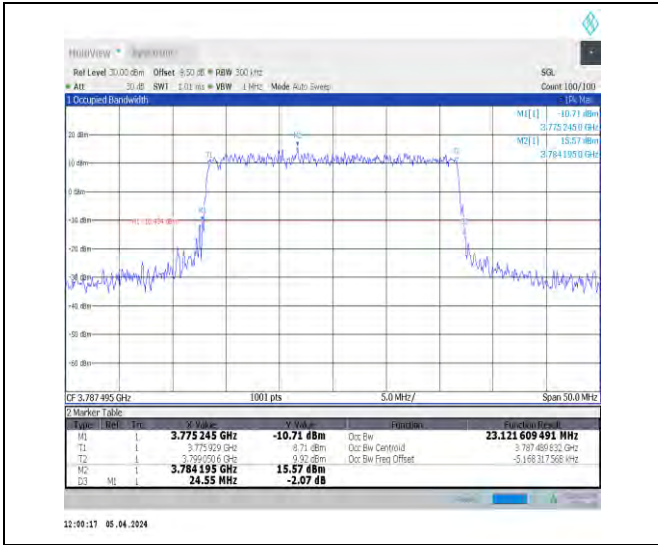 MultiView Spectrum
Ref Level 30.00 dBm Offset 9.50 dB RBW 300 kHz SGL
Att 30 dB SWT 1.01 ms VBW 1 MHz Mode Auto Sweep Count 100/100
1 Occupied Bandwidth 1Pk Max
M1[1] -10.71 dBm
3.775 245 0 GHz
M2[1] 15.57 dBm
3.784 195 0 GHz
20 dBm
10 dBm
0 dBm
-10 dBm
-20 dBm
-30 dBm
-40 dBm
-50 dBm
-60 dBm
CF 3.787 495 GHz 1001 pts 5.0 MHz/ Span 50.0 MHz
2 Marker Table
Type Ref Trc X-Value Y-Value Function Function Result
M1 1 3.775 245 GHz -10.71 dBm Occ Bw 23.121 609 491 MHz
T1 1 3.775 929 GHz 8.71 dBm Occ Bw Centroid 3.787 489 832 GHz
T2 1 3.799 050 6 GHz 9.92 dBm Occ Bw Freq Offset -5.168 317 568 kHz
M2 1 3.784 195 GHz 15.57 dBm
D3 M1 1 24.55 MHz -2.07 dB
12:00:17 05.06.2024